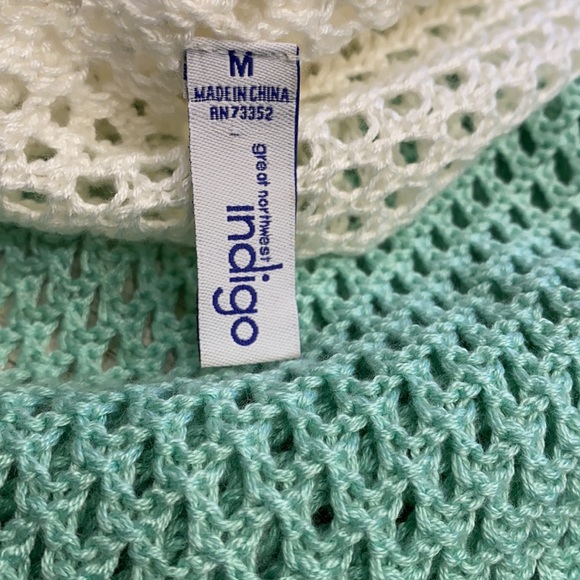 M
MADE IN CHINA
RN 73352
great northwest
indigo